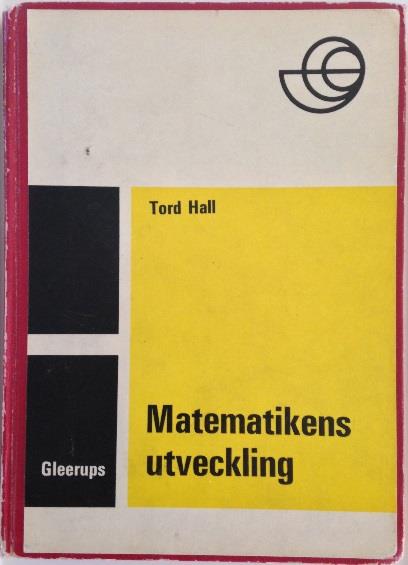 Tord Hall
Matematikens
utveckling
Gleerups